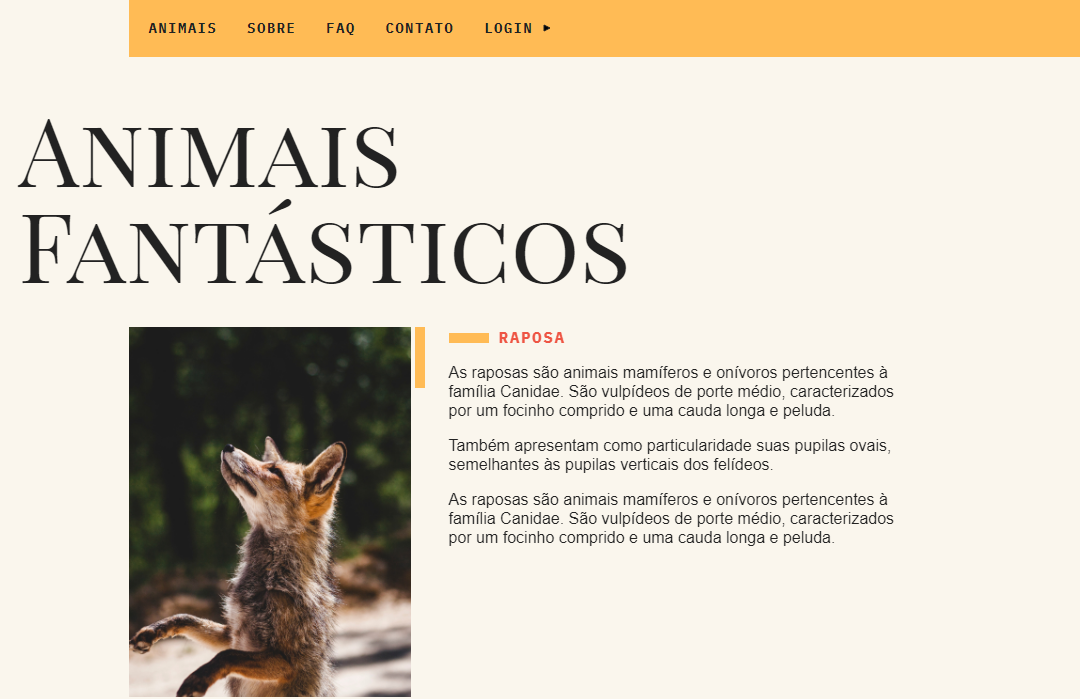 ANIMAIS SOBRE FAQ CONTATO LOGIN ▸
Animais
Fantásticos
RAPOSA
As raposas são animais mamíferos e onívoros pertencentes à
família Canidae. São vulpídeos de porte médio, caracterizados
por um focinho comprido e uma cauda longa e peluda.
Também apresentam como particularidade suas pupilas ovais,
semelhantes às pupilas verticais dos felídeos.
As raposas são animais mamíferos e onívoros pertencentes à
família Canidae. São vulpídeos de porte médio, caracterizados
por um focinho comprido e uma cauda longa e peluda.